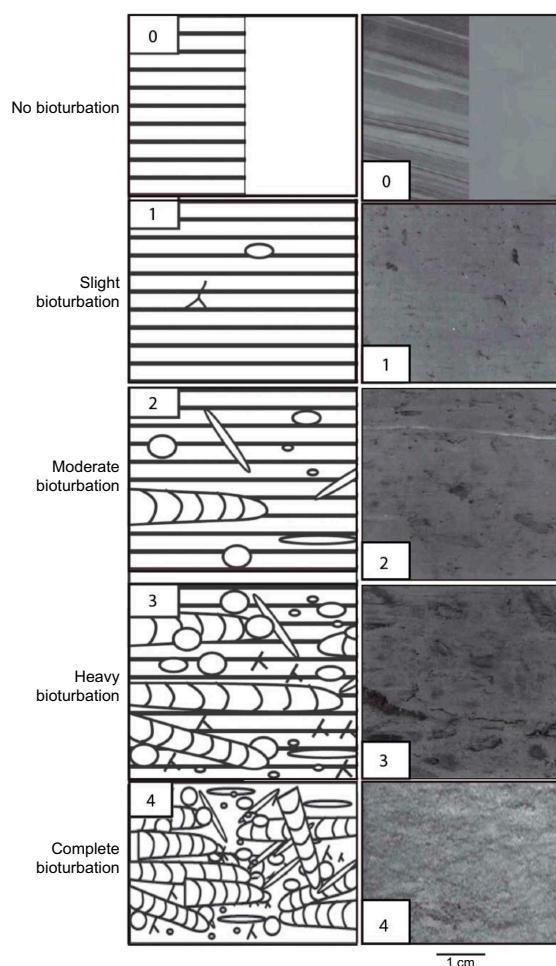 0
No bioturbation
0
1
Slight
bioturbation
1
2
Moderate
bioturbation
2
3
Heavy
bioturbation
3
4
Complete
bioturbation
4
1 cm